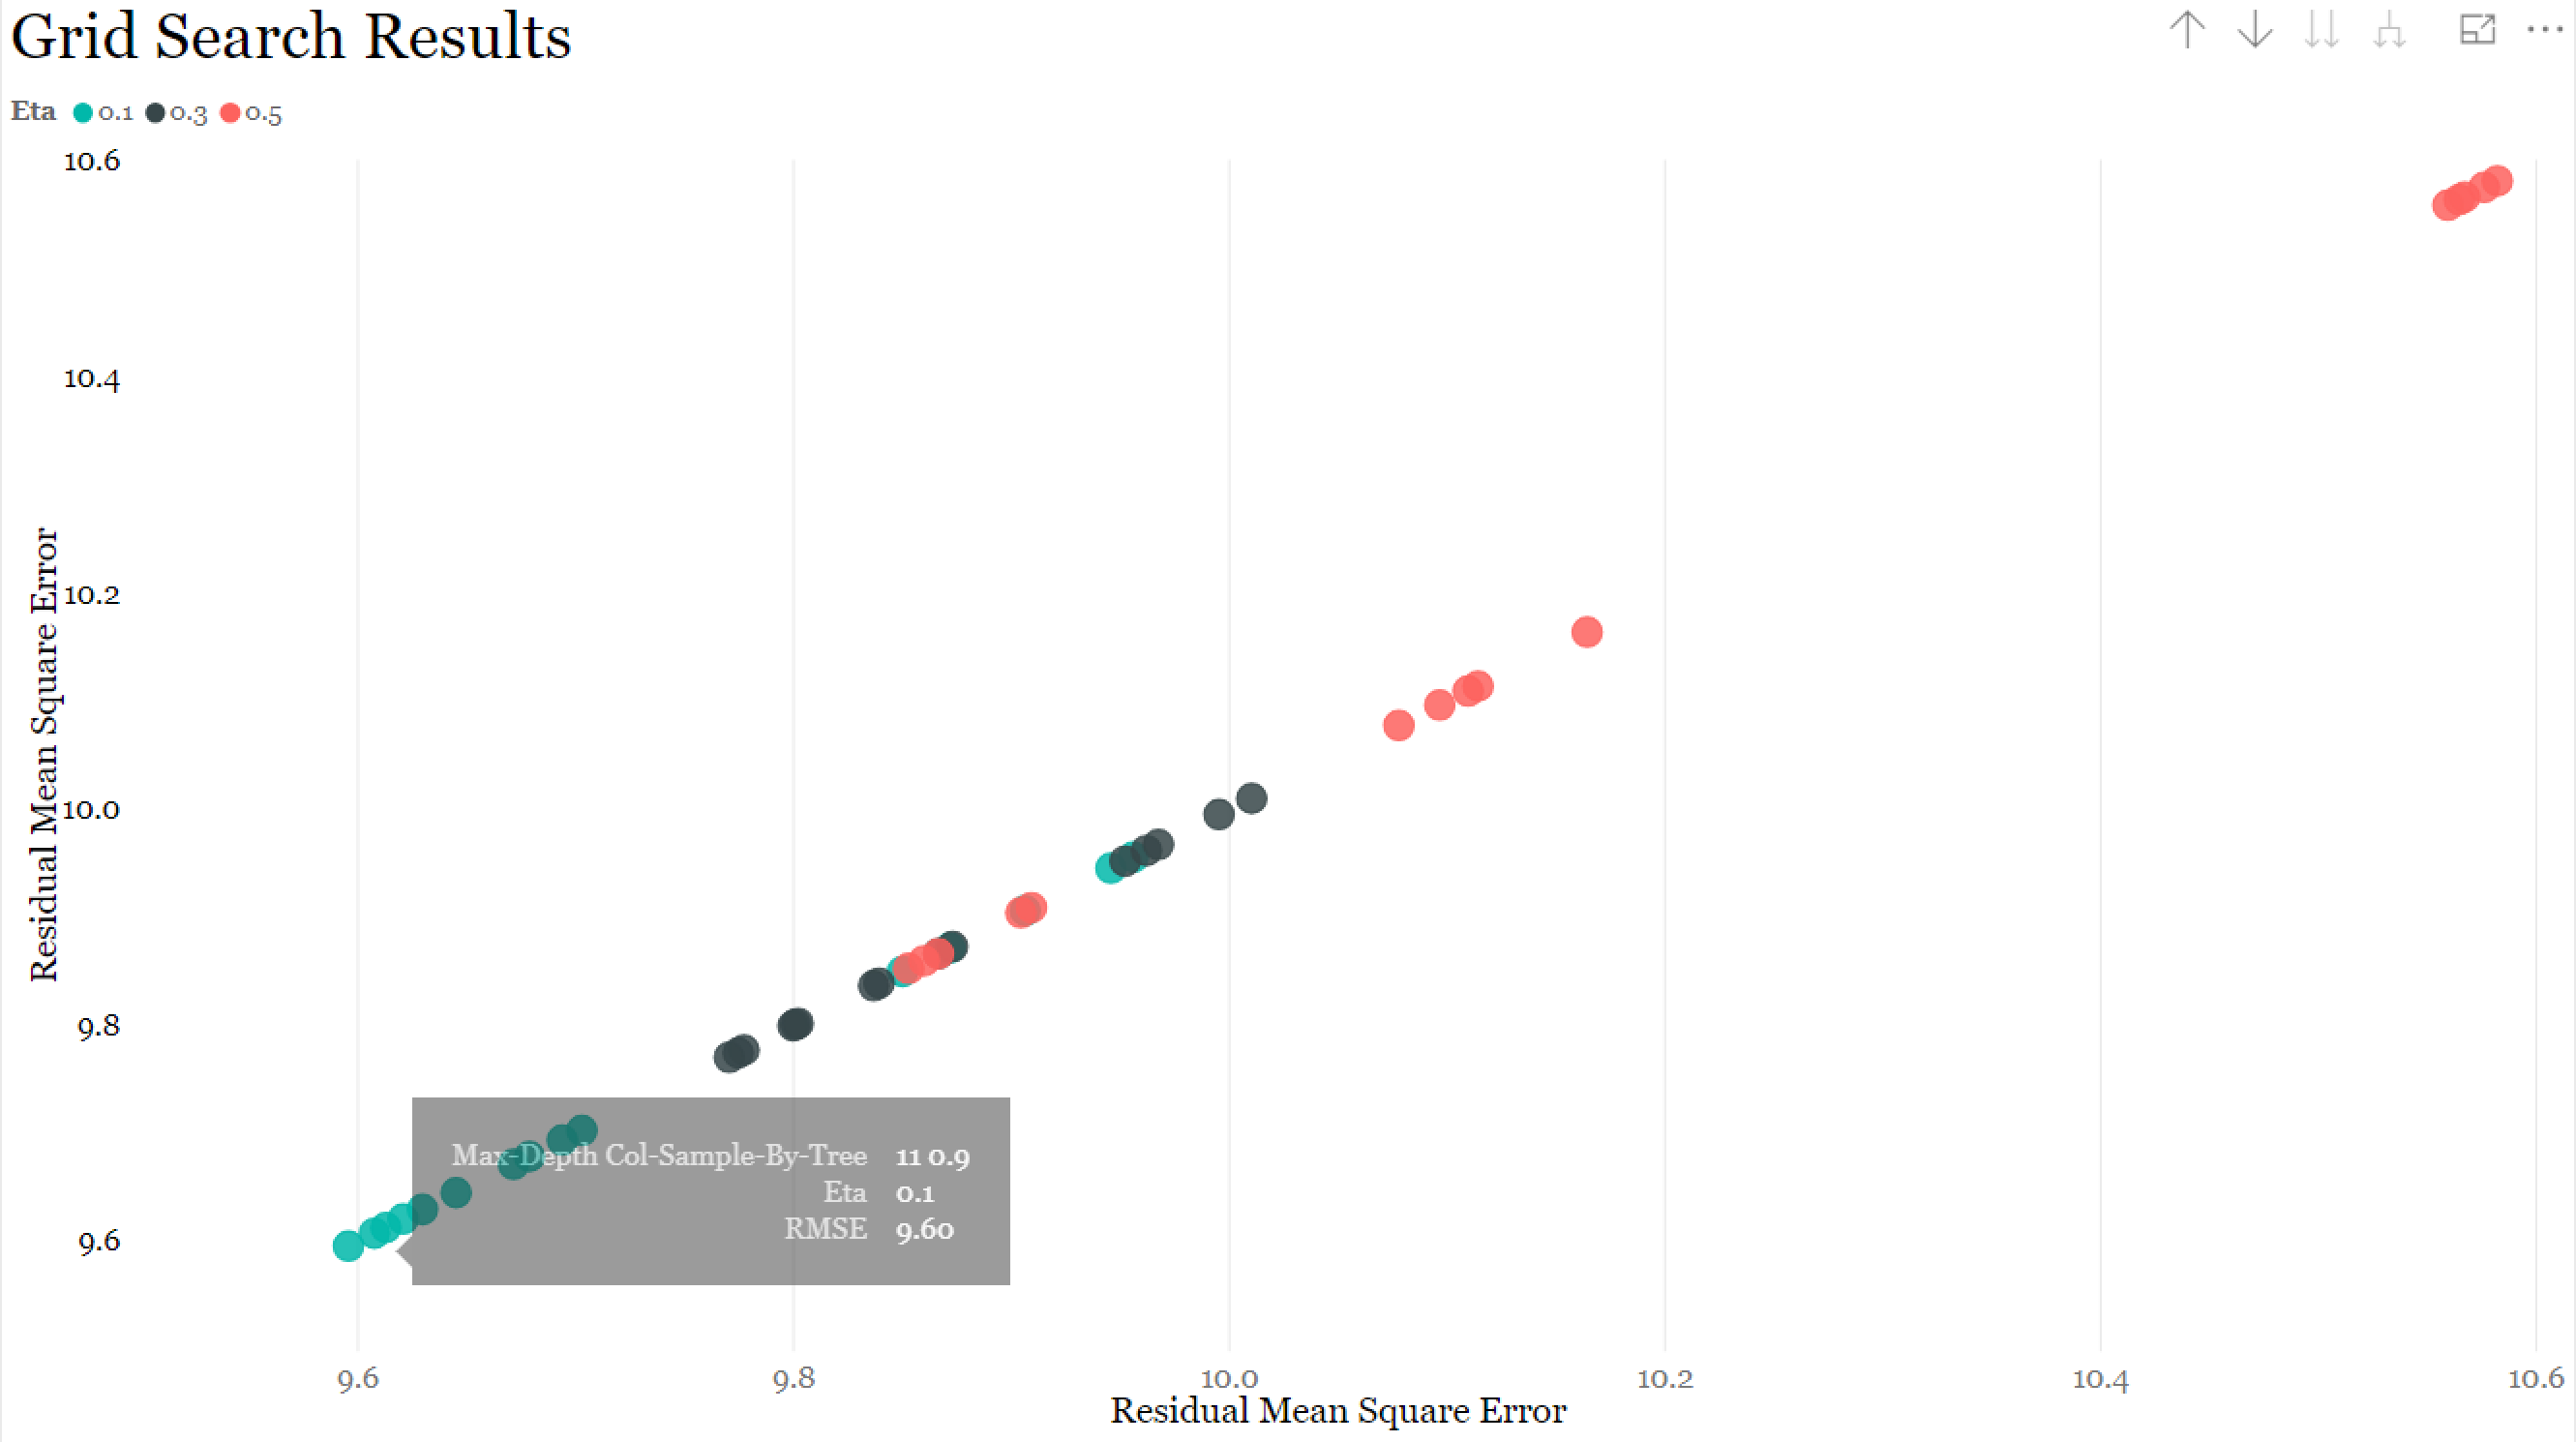 Grid Search Results
Eta 0.1 0.3 0.5
10.6
10.4
10.2
10.0
9.8
9.6
Residual Mean Square Error
Max-Depth Col-Sample-By-Tree 11 0.9
Eta 0.1
RMSE 9.60
9.6 9.8 10.0 10.2 10.4 10.6
Residual Mean Square Error